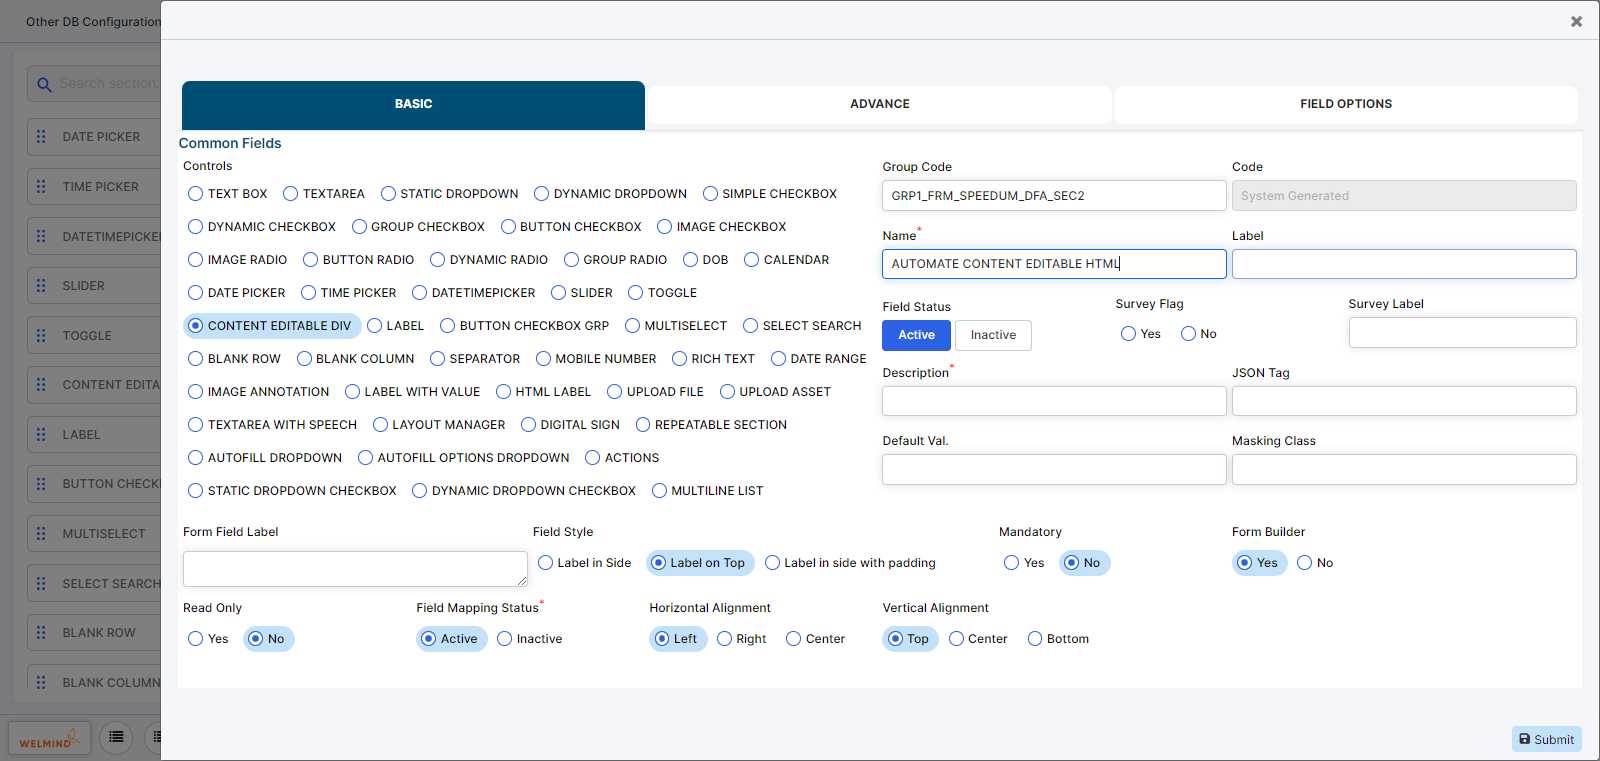 Other DB Configuration
Search section
DATE PICKER
TIME PICKER
DATETIMEPICKE
SLIDER
TOGGLE
CONTENT EDITA
LABEL
BUTTON CHECK
MULTISELECT
SELECT SEARCH
BLANK ROW
BLANK COLUMN
WELMIND
BASIC ADVANCE FIELD OPTIONS
Common Fields
Controls
TEXT BOX TEXTAREA STATIC DROPDOWN DYNAMIC DROPDOWN SIMPLE CHECKBOX
DYNAMIC CHECKBOX GROUP CHECKBOX BUTTON CHECKBOX IMAGE CHECKBOX
IMAGE RADIO BUTTON RADIO DYNAMIC RADIO GROUP RADIO DOB CALENDAR
DATE PICKER TIME PICKER DATETIMEPICKER SLIDER TOGGLE
CONTENT EDITABLE DIV LABEL BUTTON CHECKBOX GRP MULTISELECT SELECT SEARCH
BLANK ROW BLANK COLUMN SEPARATOR MOBILE NUMBER RICH TEXT DATE RANGE
IMAGE ANNOTATION LABEL WITH VALUE HTML LABEL UPLOAD FILE UPLOAD ASSET
TEXTAREA WITH SPEECH LAYOUT MANAGER DIGITAL SIGN REPEATABLE SECTION
AUTOFILL DROPDOWN AUTOFILL OPTIONS DROPDOWN ACTIONS
STATIC DROPDOWN CHECKBOX DYNAMIC DROPDOWN CHECKBOX MULTILINE LIST
Group Code Code
GRP1_FRM_SPEEDUM_DFA_SEC2 System Generated
Name* Label
AUTOMATE CONTENT EDITABLE HTML
Field Status Survey Flag Survey Label
Active Inactive Yes No
Description* JSON Tag
Default Val. Masking Class
Form Field Label Field Style Mandatory Form Builder
Label in Side Label on Top Label in side with padding Yes No Yes No
Read Only Field Mapping Status* Horizontal Alignment Vertical Alignment
Yes No Active Inactive Left Right Center Top Center Bottom
Submit